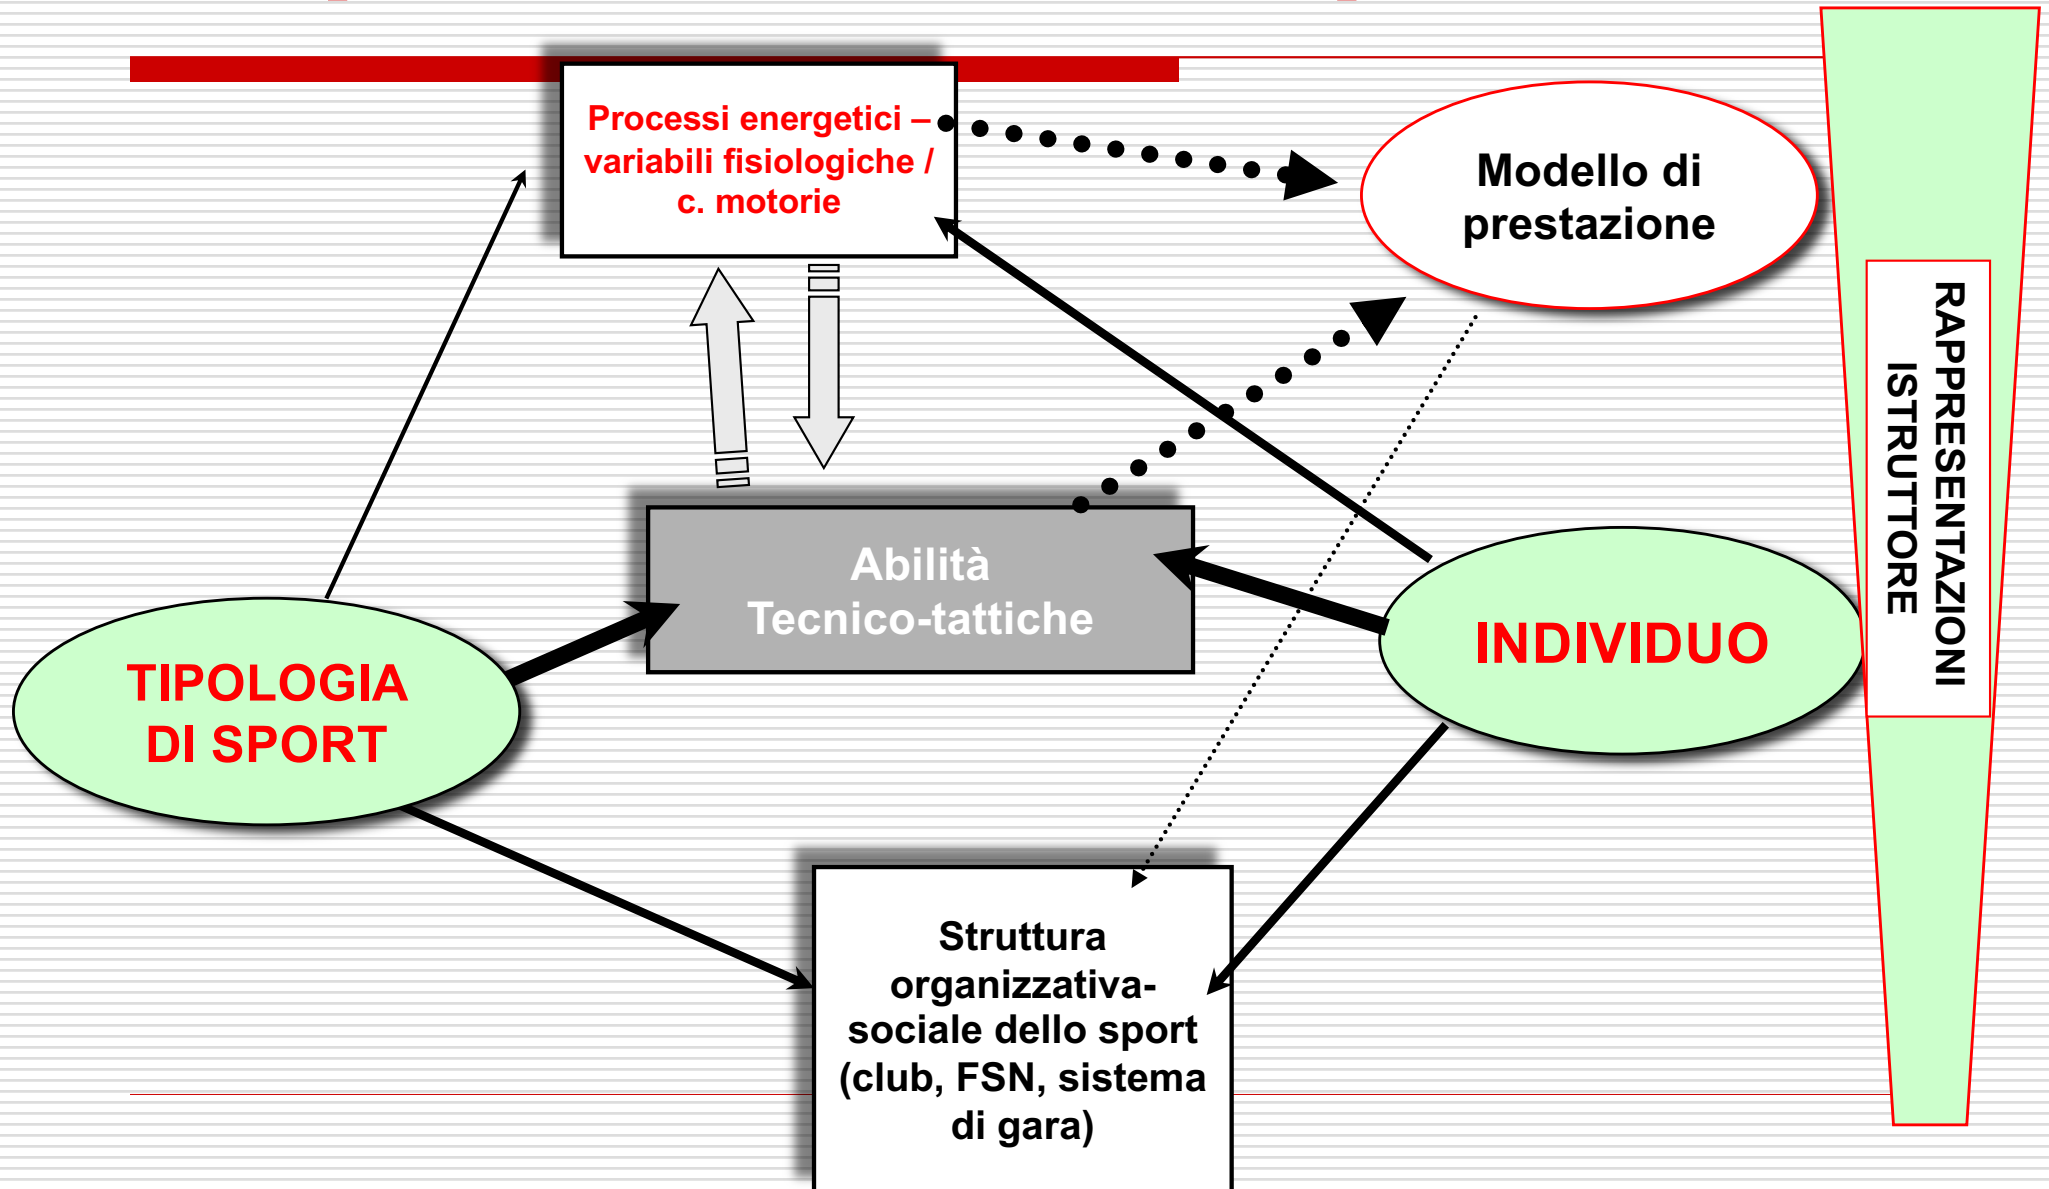 Processi energetici –
variabili fisiologiche /
c. motorie
Modello di
prestazione
RAPPRESENTAZIONI
ISTRUTTORE
Abilità
Tecnico-tattiche
INDIVIDUO
TIPOLOGIA
DI SPORT
Struttura
organizzativa-
sociale dello sport
(club, FSN, sistema
di gara)